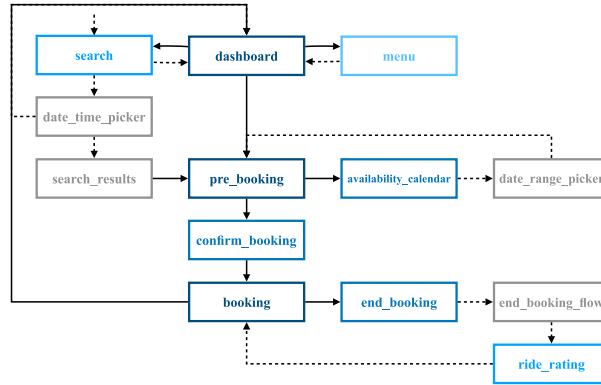 search
dashboard
menu
date_time_picker
search_results
pre_booking
availability_calendar
date_range_picker
confirm_booking
booking
end_booking
end_booking_flow
ride_rating